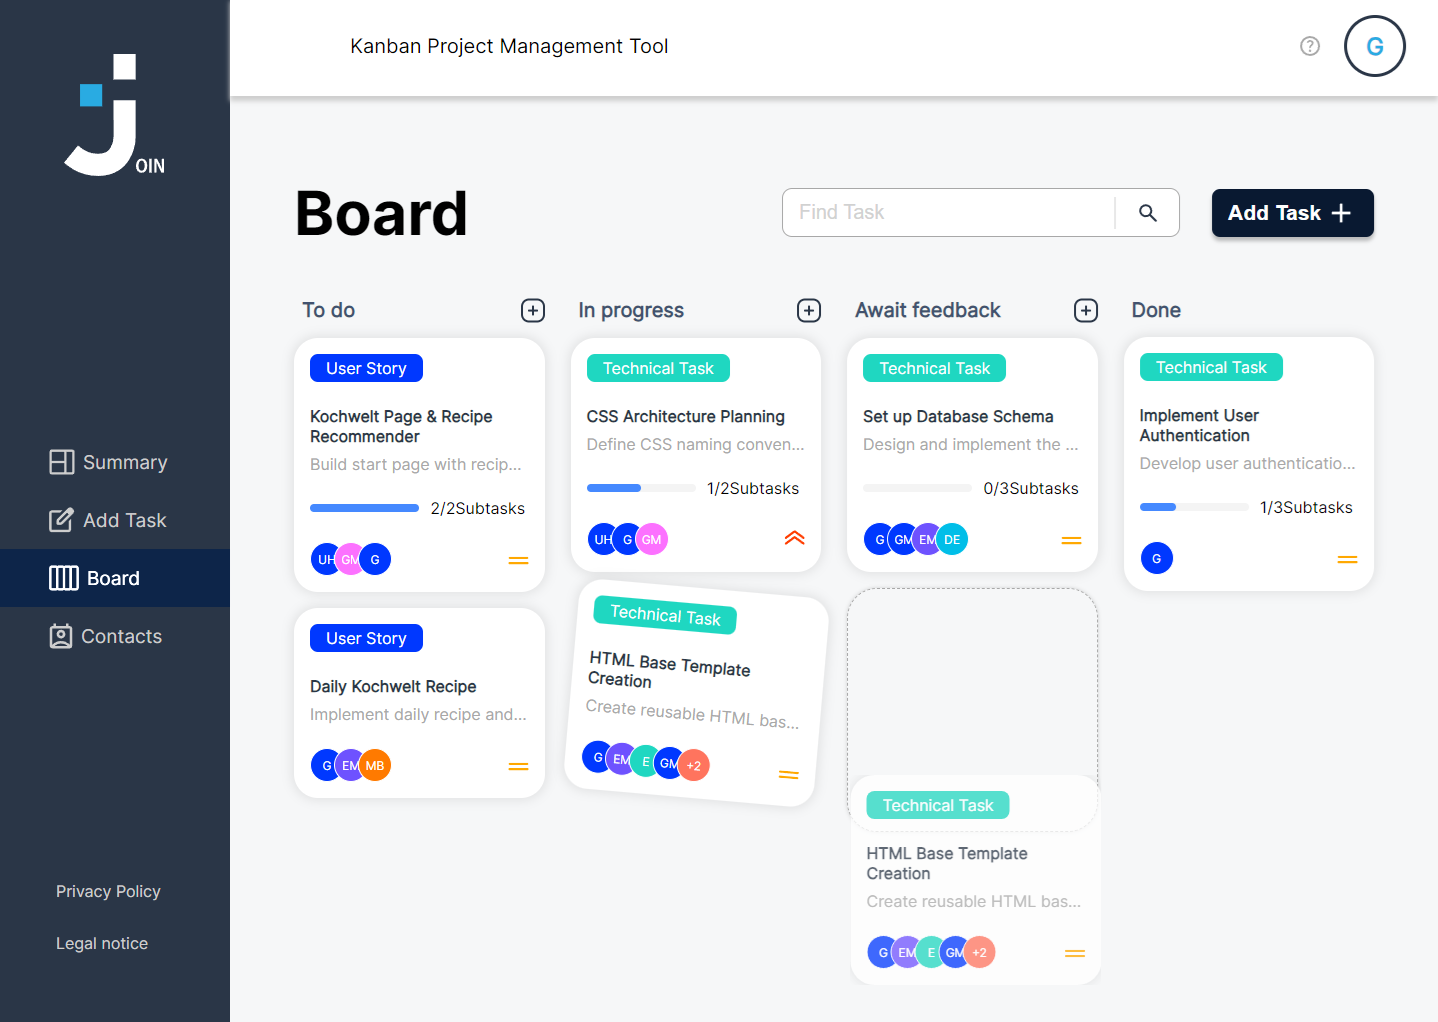 OIN
Summary
Add Task
Board
Contacts
Privacy Policy
Legal notice
Kanban Project Management Tool
?
G
Board
Find Task
Add Task
To do
User Story
Kochwelt Page & Recipe
Recommender
Build start page with recip...
2/2Subtasks
UH GM G
User Story
Daily Kochwelt Recipe
Implement daily recipe and...
G EM MB
In progress
Technical Task
CSS Architecture Planning
Define CSS naming conven...
1/2Subtasks
UH G GM
Technical Task
HTML Base Template
Creation
Create reusable HTML bas...
G EM E GM +2
Await feedback
Technical Task
Set up Database Schema
Design and implement the ...
0/3Subtasks
G GM EM DE
Technical Task
HTML Base Template
Creation
Create reusable HTML bas...
G EM E GM +2
Done
Technical Task
Implement User
Authentication
Develop user authenticatio...
1/3Subtasks
G